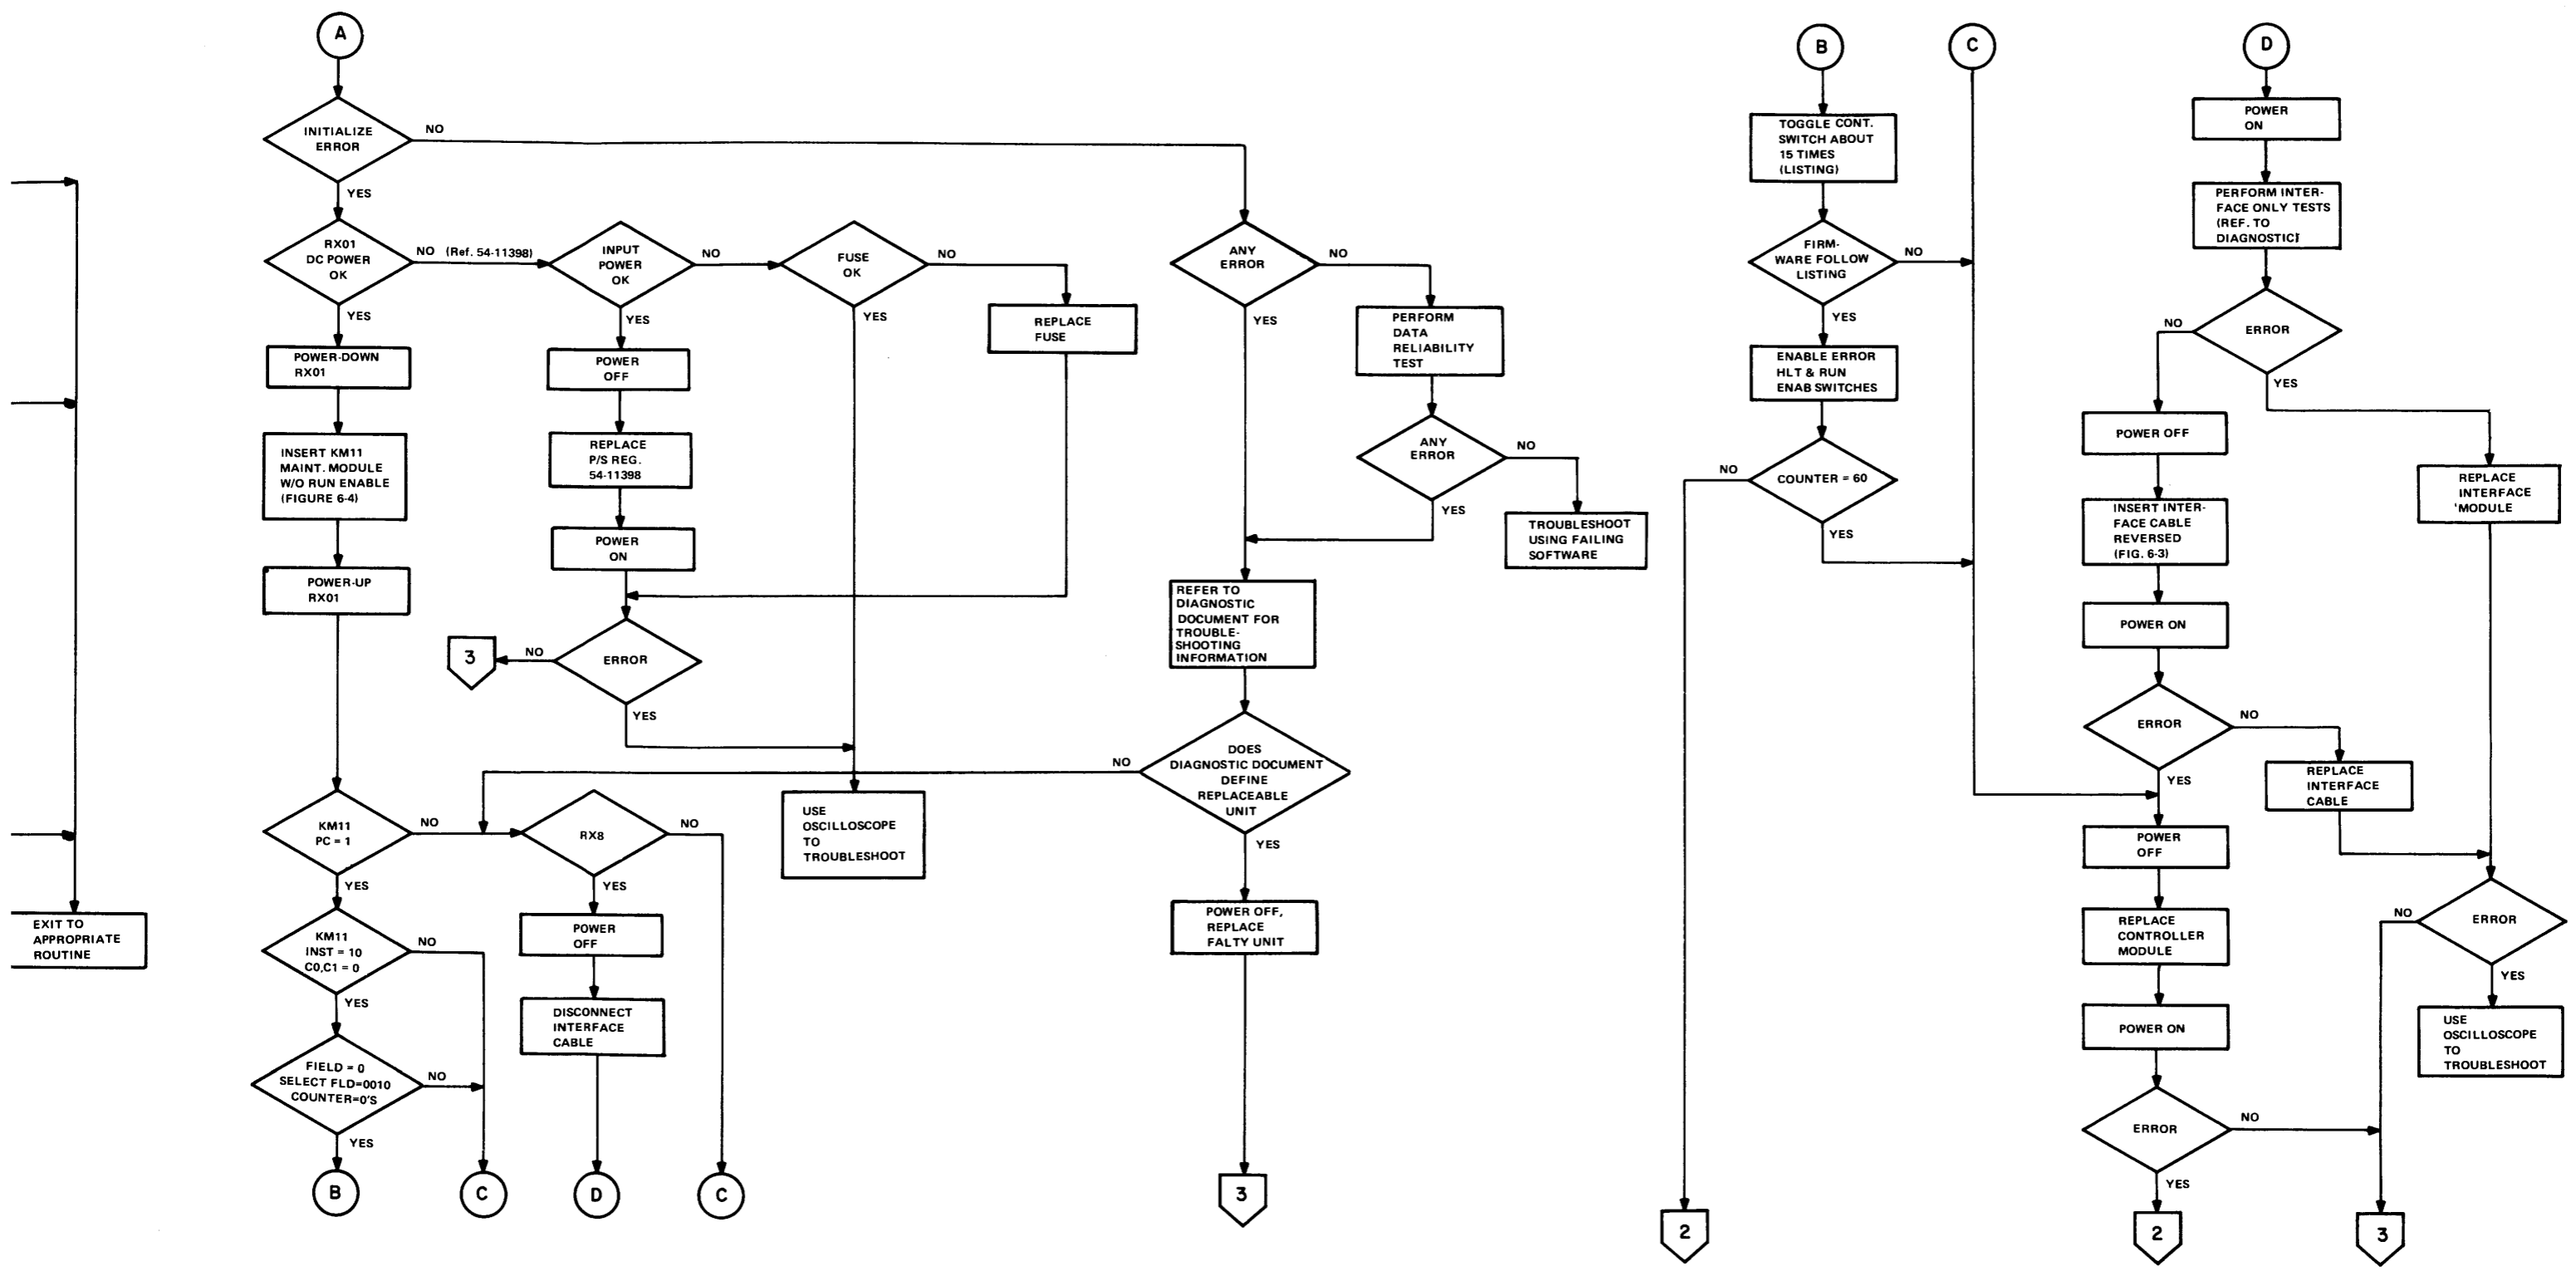 A
INITIALIZE
ERROR
NO
YES
RX01
DC POWER
OK
NO (Ref. 54-11398)
YES
INPUT
POWER
OK
NO
YES
FUSE
OK
NO
YES
REPLACE
FUSE
POWER-DOWN
RX01
INSERT KM11
MAINT. MODULE
W/O RUN ENABLE
(FIGURE 6-4)
POWER-UP
RX01
POWER
OFF
REPLACE
P/S REG.
54-11398
POWER
ON
ERROR
NO
3
YES
USE
OSCILLOSCOPE
TO
TROUBLESHOOT
ANY
ERROR
NO
YES
PERFORM
DATA
RELIABILITY
TEST
ANY
ERROR
NO
YES
TROUBLESHOOT
USING FAILING
SOFTWARE
REFER TO
DIAGNOSTIC
DOCUMENT FOR
TROUBLE-
SHOOTING
INFORMATION
DOES
DIAGNOSTIC DOCUMENT
DEFINE
REPLACEABLE
UNIT
NO
YES
POWER OFF,
REPLACE
FALTY UNIT
3
KM11
PC = 1
NO
YES
RX8
NO
YES
POWER
OFF
DISCONNECT
INTERFACE
CABLE
D
C
KM11
INST = 10
C0,C1 = 0
NO
YES
FIELD = 0
SELECT FLD=0010
COUNTER=0'S
NO
YES
B
C
EXIT TO
APPROPRIATE
ROUTINE
B
TOGGLE CONT.
SWITCH ABOUT
15 TIMES
(LISTING)
FIRM-
WARE FOLLOW
LISTING
NO
YES
ENABLE ERROR
HLT & RUN
ENAB SWITCHES
COUNTER = 60
NO
YES
2
C
D
POWER
ON
PERFORM INTER-
FACE ONLY TESTS
(REF. TO
DIAGNOSTIC)
ERROR
NO
YES
POWER OFF
INSERT INTER-
FACE CABLE
REVERSED
(FIG. 6-3)
POWER ON
ERROR
NO
YES
REPLACE
INTERFACE
CABLE
REPLACE
INTERFACE
'MODULE
POWER
OFF
REPLACE
CONTROLLER
MODULE
POWER ON
ERROR
NO
YES
2
ERROR
NO
YES
USE
OSCILLOSCOPE
TO
TROUBLESHOOT
3